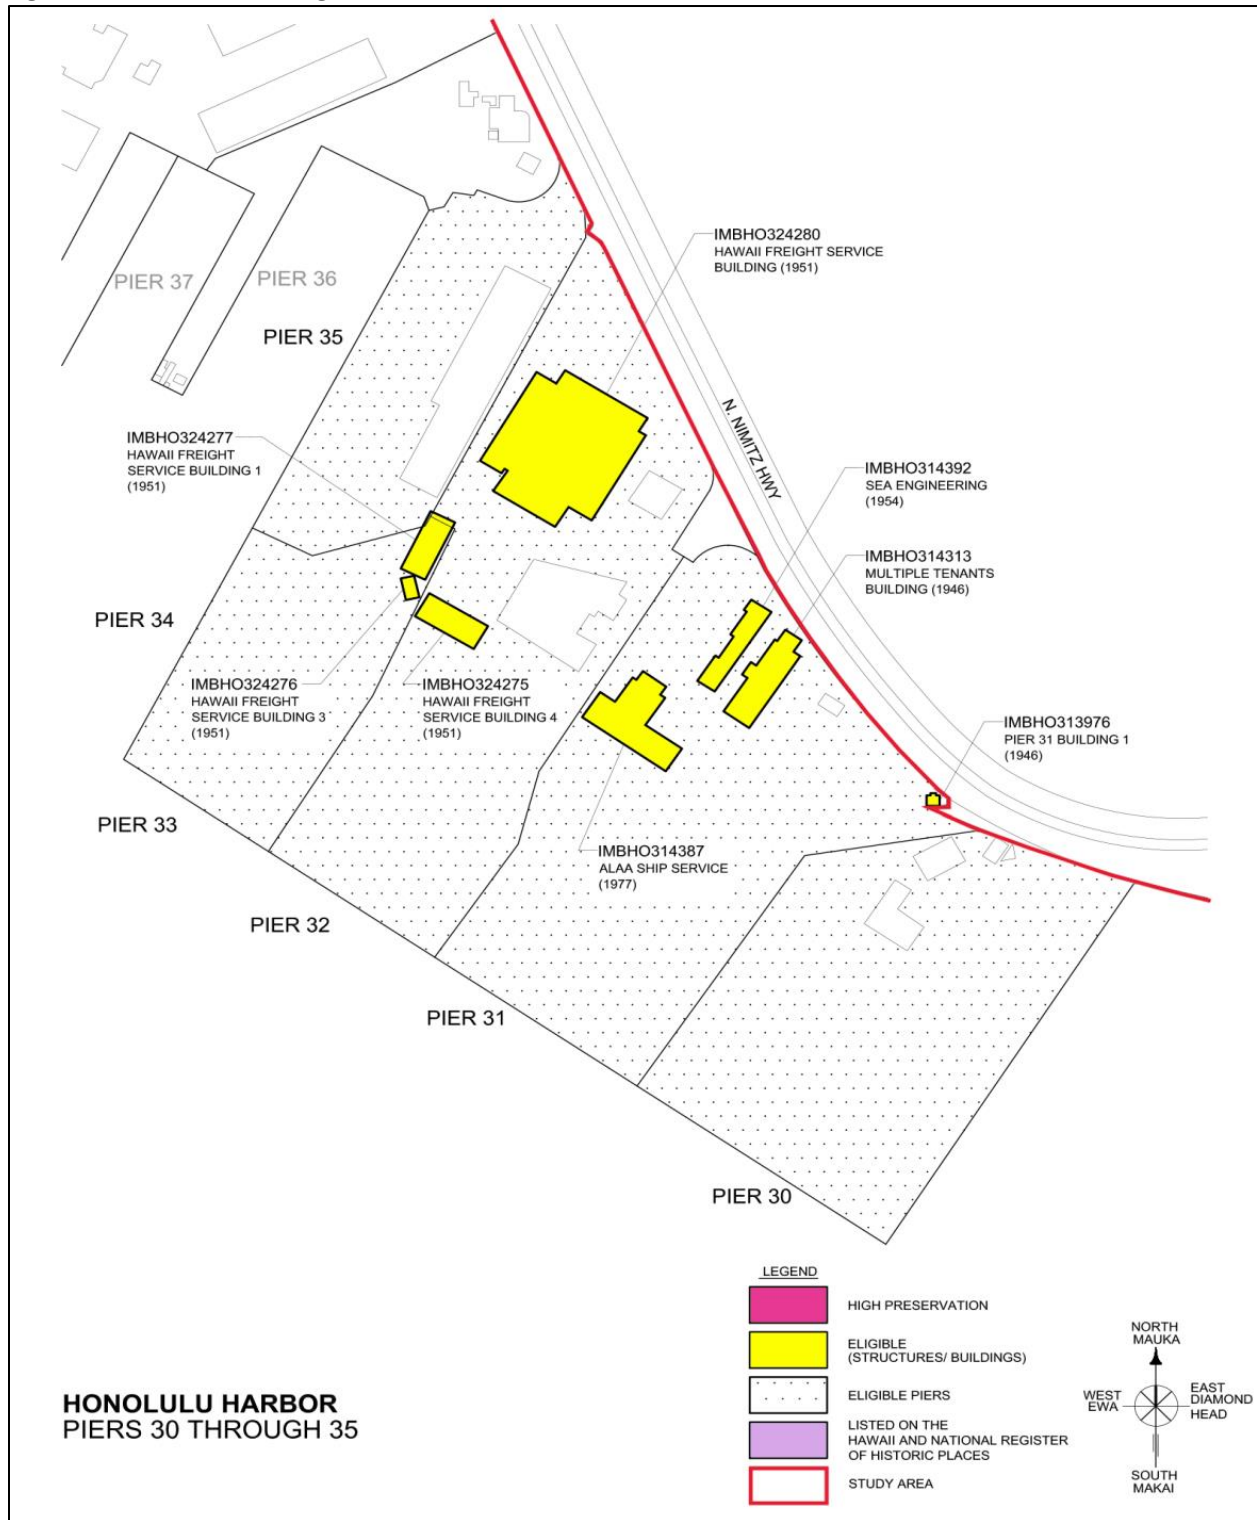 IMBHO324280
HAWAII FREIGHT SERVICE
BUILDING (1951)
PIER 37
PIER 36
PIER 35
N. NIMITZ HWY
IMBHO324277
HAWAII FREIGHT
SERVICE BUILDING 1
(1951)
IMBHO314392
SEA ENGINEERING
(1954)
IMBHO314313
MULTIPLE TENANTS
BUILDING (1946)
PIER 34
IMBHO324276
HAWAII FREIGHT
SERVICE BUILDING 3
(1951)
IMBHO324275
HAWAII FREIGHT
SERVICE BUILDING 4
(1951)
IMBHO313976
PIER 31 BUILDING 1
(1946)
PIER 33
IMBHO314387
ALAA SHIP SERVICE
(1977)
PIER 32
PIER 31
PIER 30
LEGEND
HIGH PRESERVATION
ELIGIBLE
(STRUCTURES/ BUILDINGS)
ELIGIBLE PIERS
LISTED ON THE
HAWAII AND NATIONAL REGISTER
OF HISTORIC PLACES
STUDY AREA
NORTH
MAUKA
WEST
EWA
EAST
DIAMOND
HEAD
SOUTH
MAKAI
HONOLULU HARBOR
PIERS 30 THROUGH 35